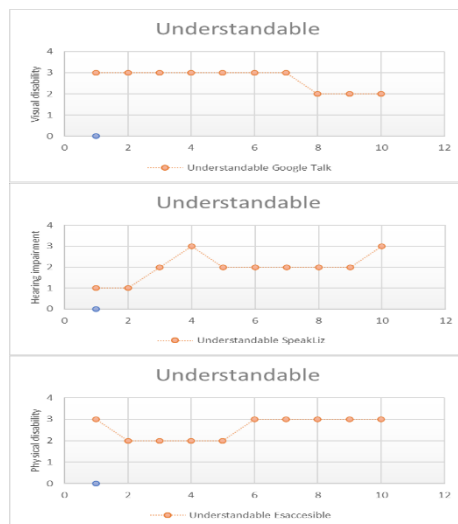 Understandable
Visual disability
4
3
2
1
0
0 2 4 6 8 10 12
Understandable Google Talk
Understandable
Hearing impairment
4
3
2
1
0
0 2 4 6 8 10 12
Understandable SpeakLiz
Understandable
Physical disability
4
3
2
1
0
0 2 4 6 8 10 12
Understandable Esaccesible